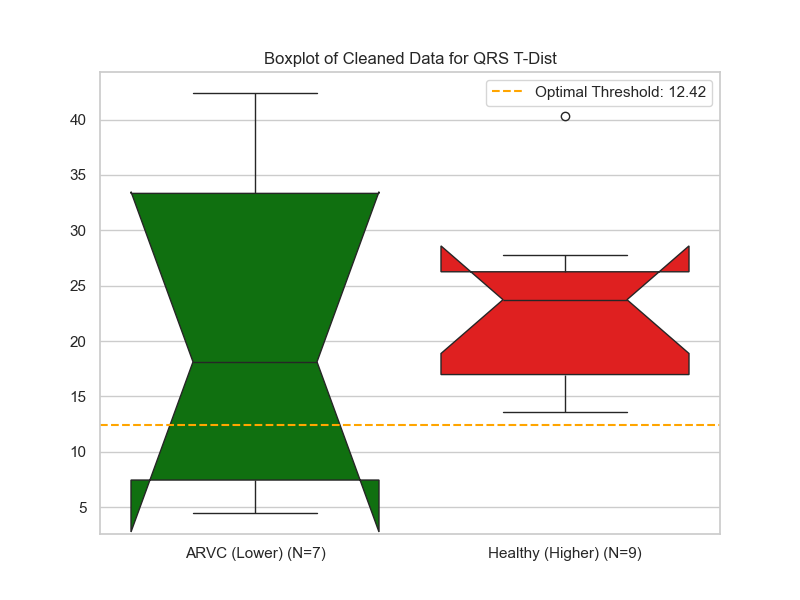 Boxplot of Cleaned Data for QRS T-Dist
Optimal Threshold: 12.42
40
35
30
25
20
15
10
5
ARVC (Lower) (N=7)
Healthy (Higher) (N=9)